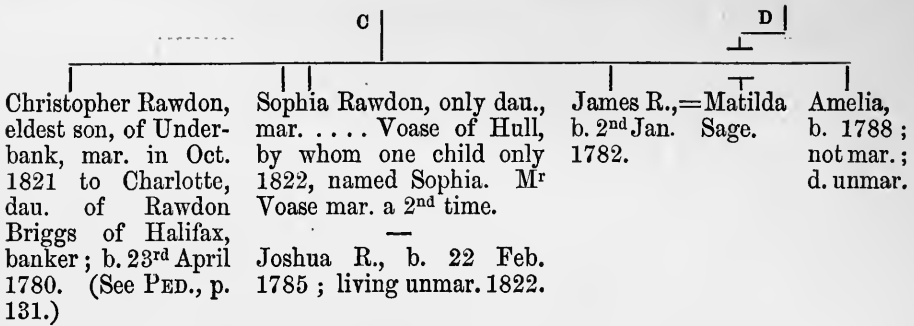 C
D
Christopher Rawdon,
eldest son, of Under-
bank, mar. in Oct.
1821 to Charlotte,
dau. of Rawdon
Briggs of Halifax,
banker; b. 23rd April
1780. (See PED., p.
131.)
Sophia Rawdon, only dau.,
mar. . . . . . Voase of Hull,
by whom one child only
1822, named Sophia. Mr
Voase mar. a 2nd time.
—
Joshua R., b. 22 Feb.
1785; living unmar. 1822.
James R.,=Matilda
b. 2nd Jan. Sage.
1782.
Amelia,
b. 1788;
not mar.;
d. unmar.